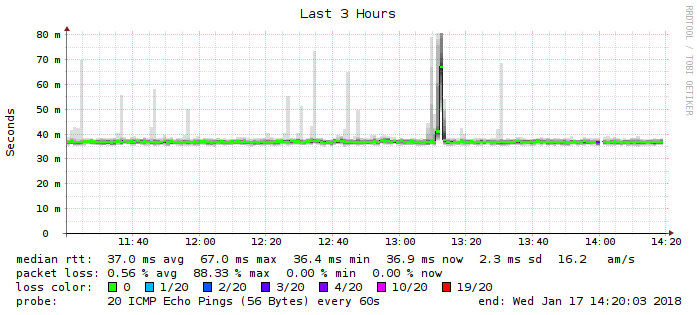 Last 3 Hours
RRDTOOL / TOBI OETIKER
Seconds
80 m
70 m
60 m
50 m
40 m
30 m
20 m
10 m
0
11:40 12:00 12:20 12:40 13:00 13:20 13:40 14:00 14:20
median rtt: 37.0 ms avg 67.0 ms max 36.4 ms min 36.9 ms now 2.3 ms sd 16.2 am/s
packet loss: 0.56 % avg 88.33 % max 0.00 % min 0.00 % now
loss color: 0 1/20 2/20 3/20 4/20 10/20 19/20
probe: 20 ICMP Echo Pings (56 Bytes) every 60s end: Wed Jan 17 14:20:03 2018